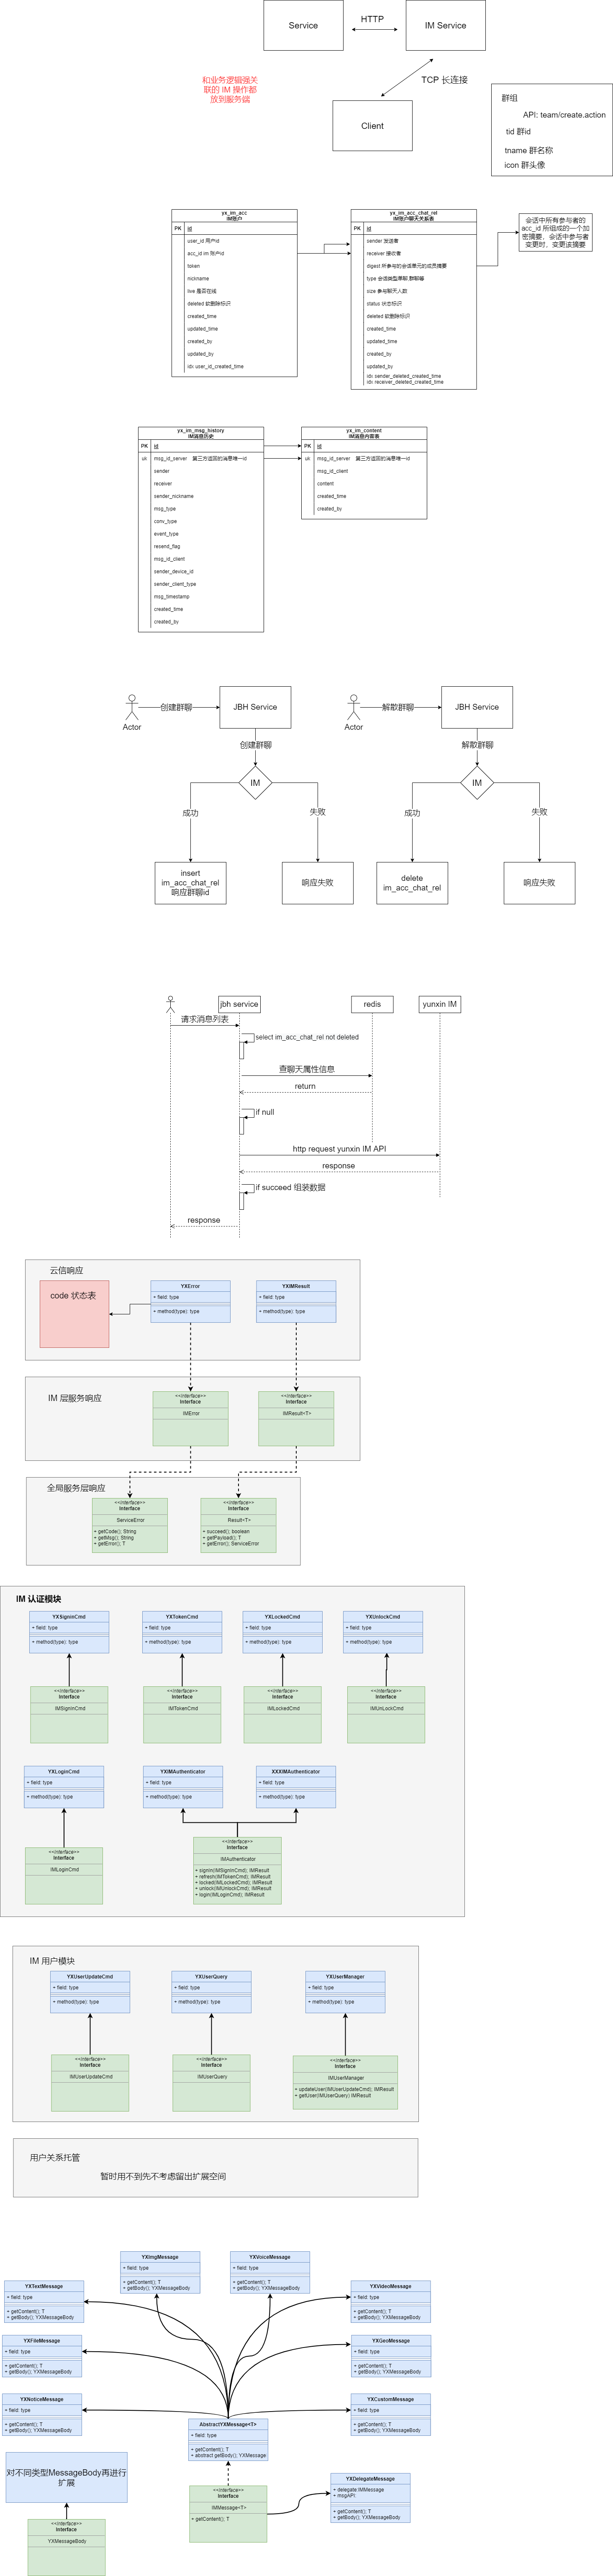 Service
HTTP
IM Service
和业务逻辑强关
联的 IM 操作都
放到服务端
TCP 长连接
Client
群组
API: team/create.action
tid 群id
tname 群名称
icon 群头像
yx_im_acc
IM账户
PK id
user_id 用户id
acc_id im 账户id
token
nickname
live 是否在线
deleted 软删除标识
created_time
updated_time
created_by
updated_by
idx: user_id_created_time
yx_im_acc_chat_rel
IM账户聊天关系表
PK id
sender 发送者
receiver 接收者
digest 所参与的会话单元的成员摘要
type 会话类型单聊,群聊等
size 参与聊天人数
status 状态标识
deleted 软删除标识
created_time
updated_time
created_by
updated_by
idx: sender_deleted_created_time
idx: receiver_deleted_created_time
会话中所有参与者的
acc_id 所组成的一个加
密摘要，会话中参与者
变更时，变更该摘要
yx_im_msg_history
IM消息历史
PK id
uk msg_id_server 第三方返回的消息唯一id
sender
receiver
sender_nickname
msg_type
conv_type
event_type
resend_flag
msg_id_client
sender_device_id
sender_client_type
msg_timestamp
created_time
created_by
yx_im_content
IM消息内容表
PK id
uk msg_id_server 第三方返回的消息唯一id
msg_id_client
content
created_time
created_by
Actor
创建群聊
JBH Service
创建群聊
IM
成功
失败
insert
im_acc_chat_rel
响应群聊id
响应失败
Actor
解散群聊
JBH Service
解散群聊
IM
成功
失败
delete
im_acc_chat_rel
响应失败
jbh service
redis
yunxin IM
请求消息列表
select im_acc_chat_rel not deleted
查聊天属性信息
return
if null
http request yunxin IM API
response
if succeed 组装数据
response
云信响应
code 状态表
YXError
+ field: type
+ method(type): type
YXIMResult
+ field: type
+ method(type): type
IM 层服务响应
<<interface>>
Interface
IMError
<<interface>>
Interface
IMResult<T>
全局服务层响应
<<interface>>
Interface
ServiceError
+ getCode(): String
+ getMsg(): String
+ getError(): T
<<interface>>
Interface
Result<T>
+ succeed(): boolean
+ getPayload(): T
+ getError(): ServiceError
IM 认证模块
YXSigninCmd
+ field: type
+ method(type): type
YXTokenCmd
+ field: type
+ method(type): type
YXLockedCmd
+ field: type
+ method(type): type
YXUnlockCmd
+ field: type
+ method(type): type
<<interface>>
Interface
IMSignInCmd
<<interface>>
Interface
IMTokenCmd
<<interface>>
Interface
IMLockedCmd
<<interface>>
Interface
IMUnLockCmd
YXLoginCmd
+ field: type
+ method(type): type
YXIMAuthenticator
+ field: type
+ method(type): type
XXXIMAuthenticator
+ field: type
+ method(type): type
<<interface>>
Interface
IMLoginCmd
<<interface>>
Interface
IMAuthenticator
+ signIn(IMSignInCmd): IMResult
+ refresh(IMTokenCmd): IMResult
+ locked(IMLockedCmd): IMResult
+ unlock(IMUnlockCmd): IMResult
+ login(IMLoginCmd): IMResult
IM 用户模块
YXUserUpdateCmd
+ field: type
+ method(type): type
YXUserQuery
+ field: type
+ method(type): type
YXUserManager
+ field: type
+ method(type): type
<<interface>>
Interface
IMUserUpdateCmd
<<interface>>
Interface
IMUserQuery
<<interface>>
Interface
IMUserManager
+ updateUser(IMUserUpdateCmd): IMResult
+ getUser(IMUserQuery) IMResult
用户关系托管
暂时用不到先不考虑留出扩展空间
YXImgMessage
+ field: type
+ getContent(): T
+ getBody(): YXMessageBody
YXVoiceMessage
+ field: type
+ getContent(): T
+ getBody(): YXMessageBody
YXTextMessage
+ field: type
+ getContent(): T
+ getBody(): YXMessageBody
YXVideoMessage
+ field: type
+ getContent(): T
+ getBody(): YXMessageBody
YXFileMessage
+ field: type
+ getContent(): T
+ getBody(): YXMessageBody
YXGeoMessage
+ field: type
+ getContent(): T
+ getBody(): YXMessageBody
YXNoticeMessage
+ field: type
+ getContent(): T
+ getBody(): YXMessageBody
YXCustomMessage
+ field: type
+ getContent(): T
+ getBody(): YXMessageBody
AbstractYXMessage<T>
+ field: type
+ getContent(): T
+ abstract getBody(): YXMessage
对不同类型MessageBody再进行
扩展
<<interface>>
Interface
IMMessage<T>
+ getContent(): T
YXDelegateMessage
+ delegate:IMMessage
+ msgAPI:
+ getContent(): T
+ getBody(): YXMessageBody
<<interface>>
Interface
YXMessageBody